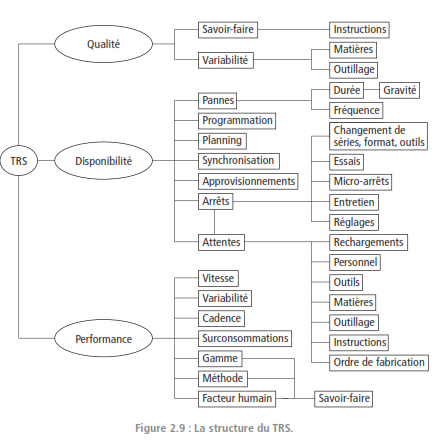 Qualité
Savoir-faire
Instructions
Variabilité
Matières
Outillage
TRS
Disponibilité
Pannes
Durée
Gravité
Fréquence
Programmation
Planning
Synchronisation
Approvisionnements
Arrêts
Changement de
séries, format, outils
Essais
Micro-arrêts
Entretien
Réglages
Attentes
Rechargements
Personnel
Outils
Matières
Outillage
Instructions
Ordre de fabrication
Performance
Vitesse
Variabilité
Cadence
Surconsommations
Gamme
Méthode
Facteur humain
Savoir-faire
Figure 2.9 : La structure du TRS.